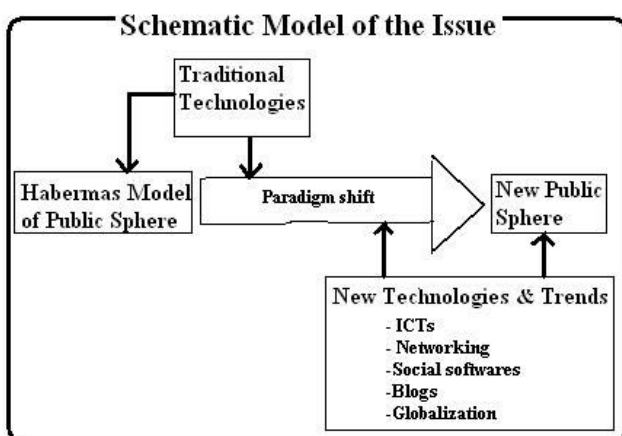 Schematic Model of the Issue
Traditional
Technologies
Habermas Model
of Public Sphere
Paradigm shift
New Public
Sphere
New Technologies & Trends
- ICTs
- Networking
-Social softwares
-Blogs
-Globalization